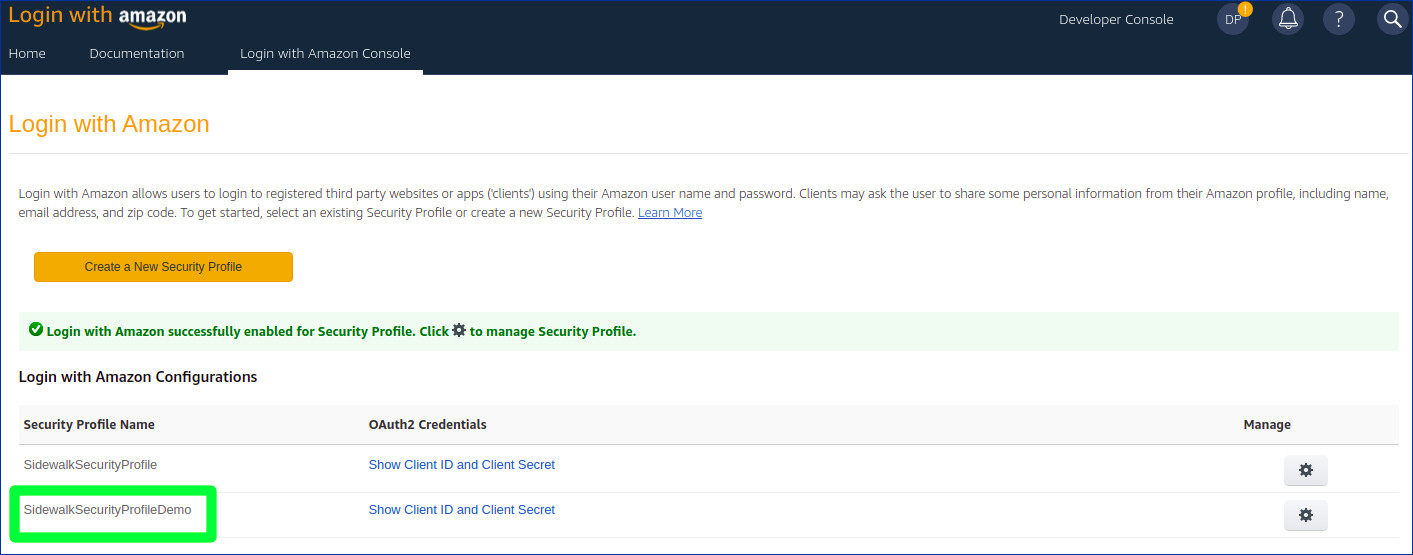 Login with amazon
Developer Console
DP
!
?
Home
Documentation
Login with Amazon Console
Login with Amazon
Login with Amazon allows users to login to registered third party websites or apps ('clients') using their Amazon user name and password. Clients may ask the user to share some personal information from their Amazon profile, including name,
email address, and zip code. To get started, select an existing Security Profile or create a new Security Profile. Learn More
Create a New Security Profile
Login with Amazon successfully enabled for Security Profile. Click to manage Security Profile.
Login with Amazon Configurations
Security Profile Name
OAuth2 Credentials
Manage
SidewalkSecurityProfile
Show Client ID and Client Secret
SidewalkSecurityProfileDemo
Show Client ID and Client Secret